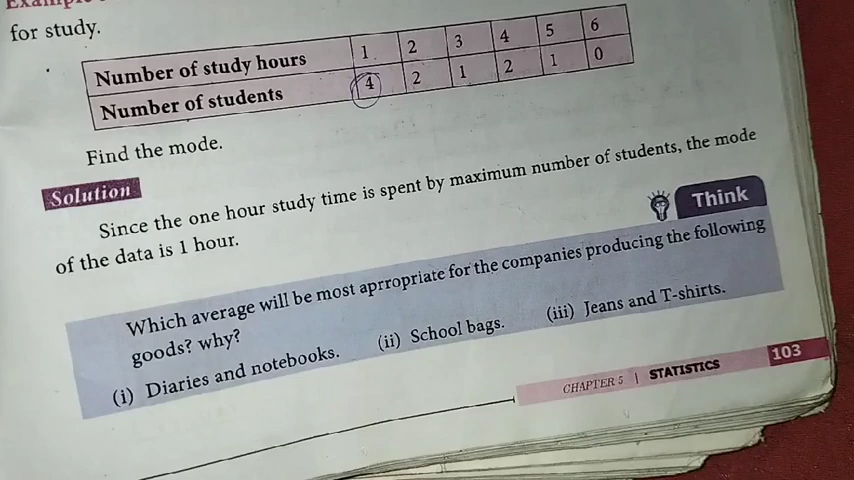 Example
for study.
Number of study hours 1 2 3 4 5 6
Number of students 4 2 1 2 1 0
Find the mode.
Solution
Since the one hour study time is spent by maximum number of students, the mode
of the data is 1 hour.
Think
Which average will be most aprropriate for the companies producing the following
goods? why?
(i) Diaries and notebooks. (ii) School bags. (iii) Jeans and T-shirts.
CHAPTER 5 | STATISTICS 103